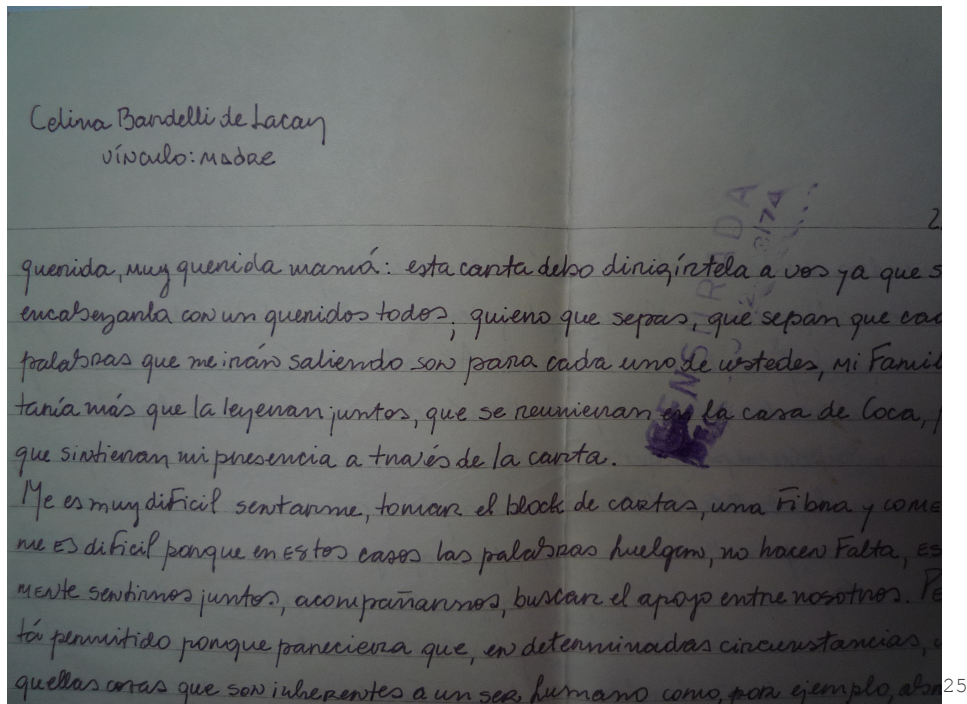 Celina Bandelli de Lacay
vínculo: madre
2
querida, muy querida mamá: esta carta debo dirigírtela a vos ya que s
encabezarla con un queridos todos; quiero que sepas, que sepan que cad
palabras que me irán saliendo son para cada uno de ustedes, mi Famil
taría más que la leyeran juntos, que se reunieran en la casa de Coca, p
que sintieran mi presencia a través de la carta.
Me es muy dificil sentarme, tomar el block de cartas, una Fibra y come
me es dificil porque en estos casos las palabras huelgan, no hacen Falta, es
mente sentirnos juntos, acompañarnos, buscar el apoyo entre nosotros. Pe
tá permitido porque pareciera que, en determinadas circunstancias, a
quellas cosas que son inherentes a un ser humano como, por ejemplo, abr
CENSURADA
25